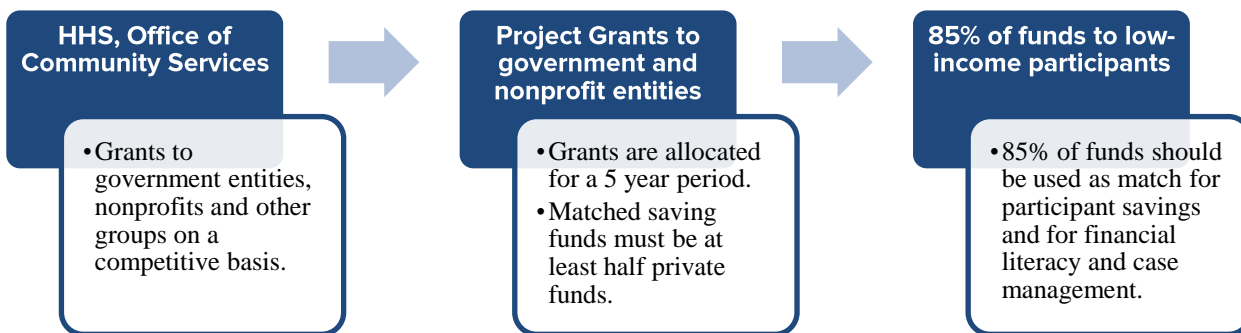 HHS, Office of
Community Services
•Grants to
government entities,
nonprofits and other
groups on a
competitive basis.
Project Grants to
government and
nonprofit entities
•Grants are allocated
for a 5 year period.
•Matched saving
funds must be at
least half private
funds.
85% of funds to low-
income participants
•85% of funds should
be used as match for
participant savings
and for financial
literacy and case
management.